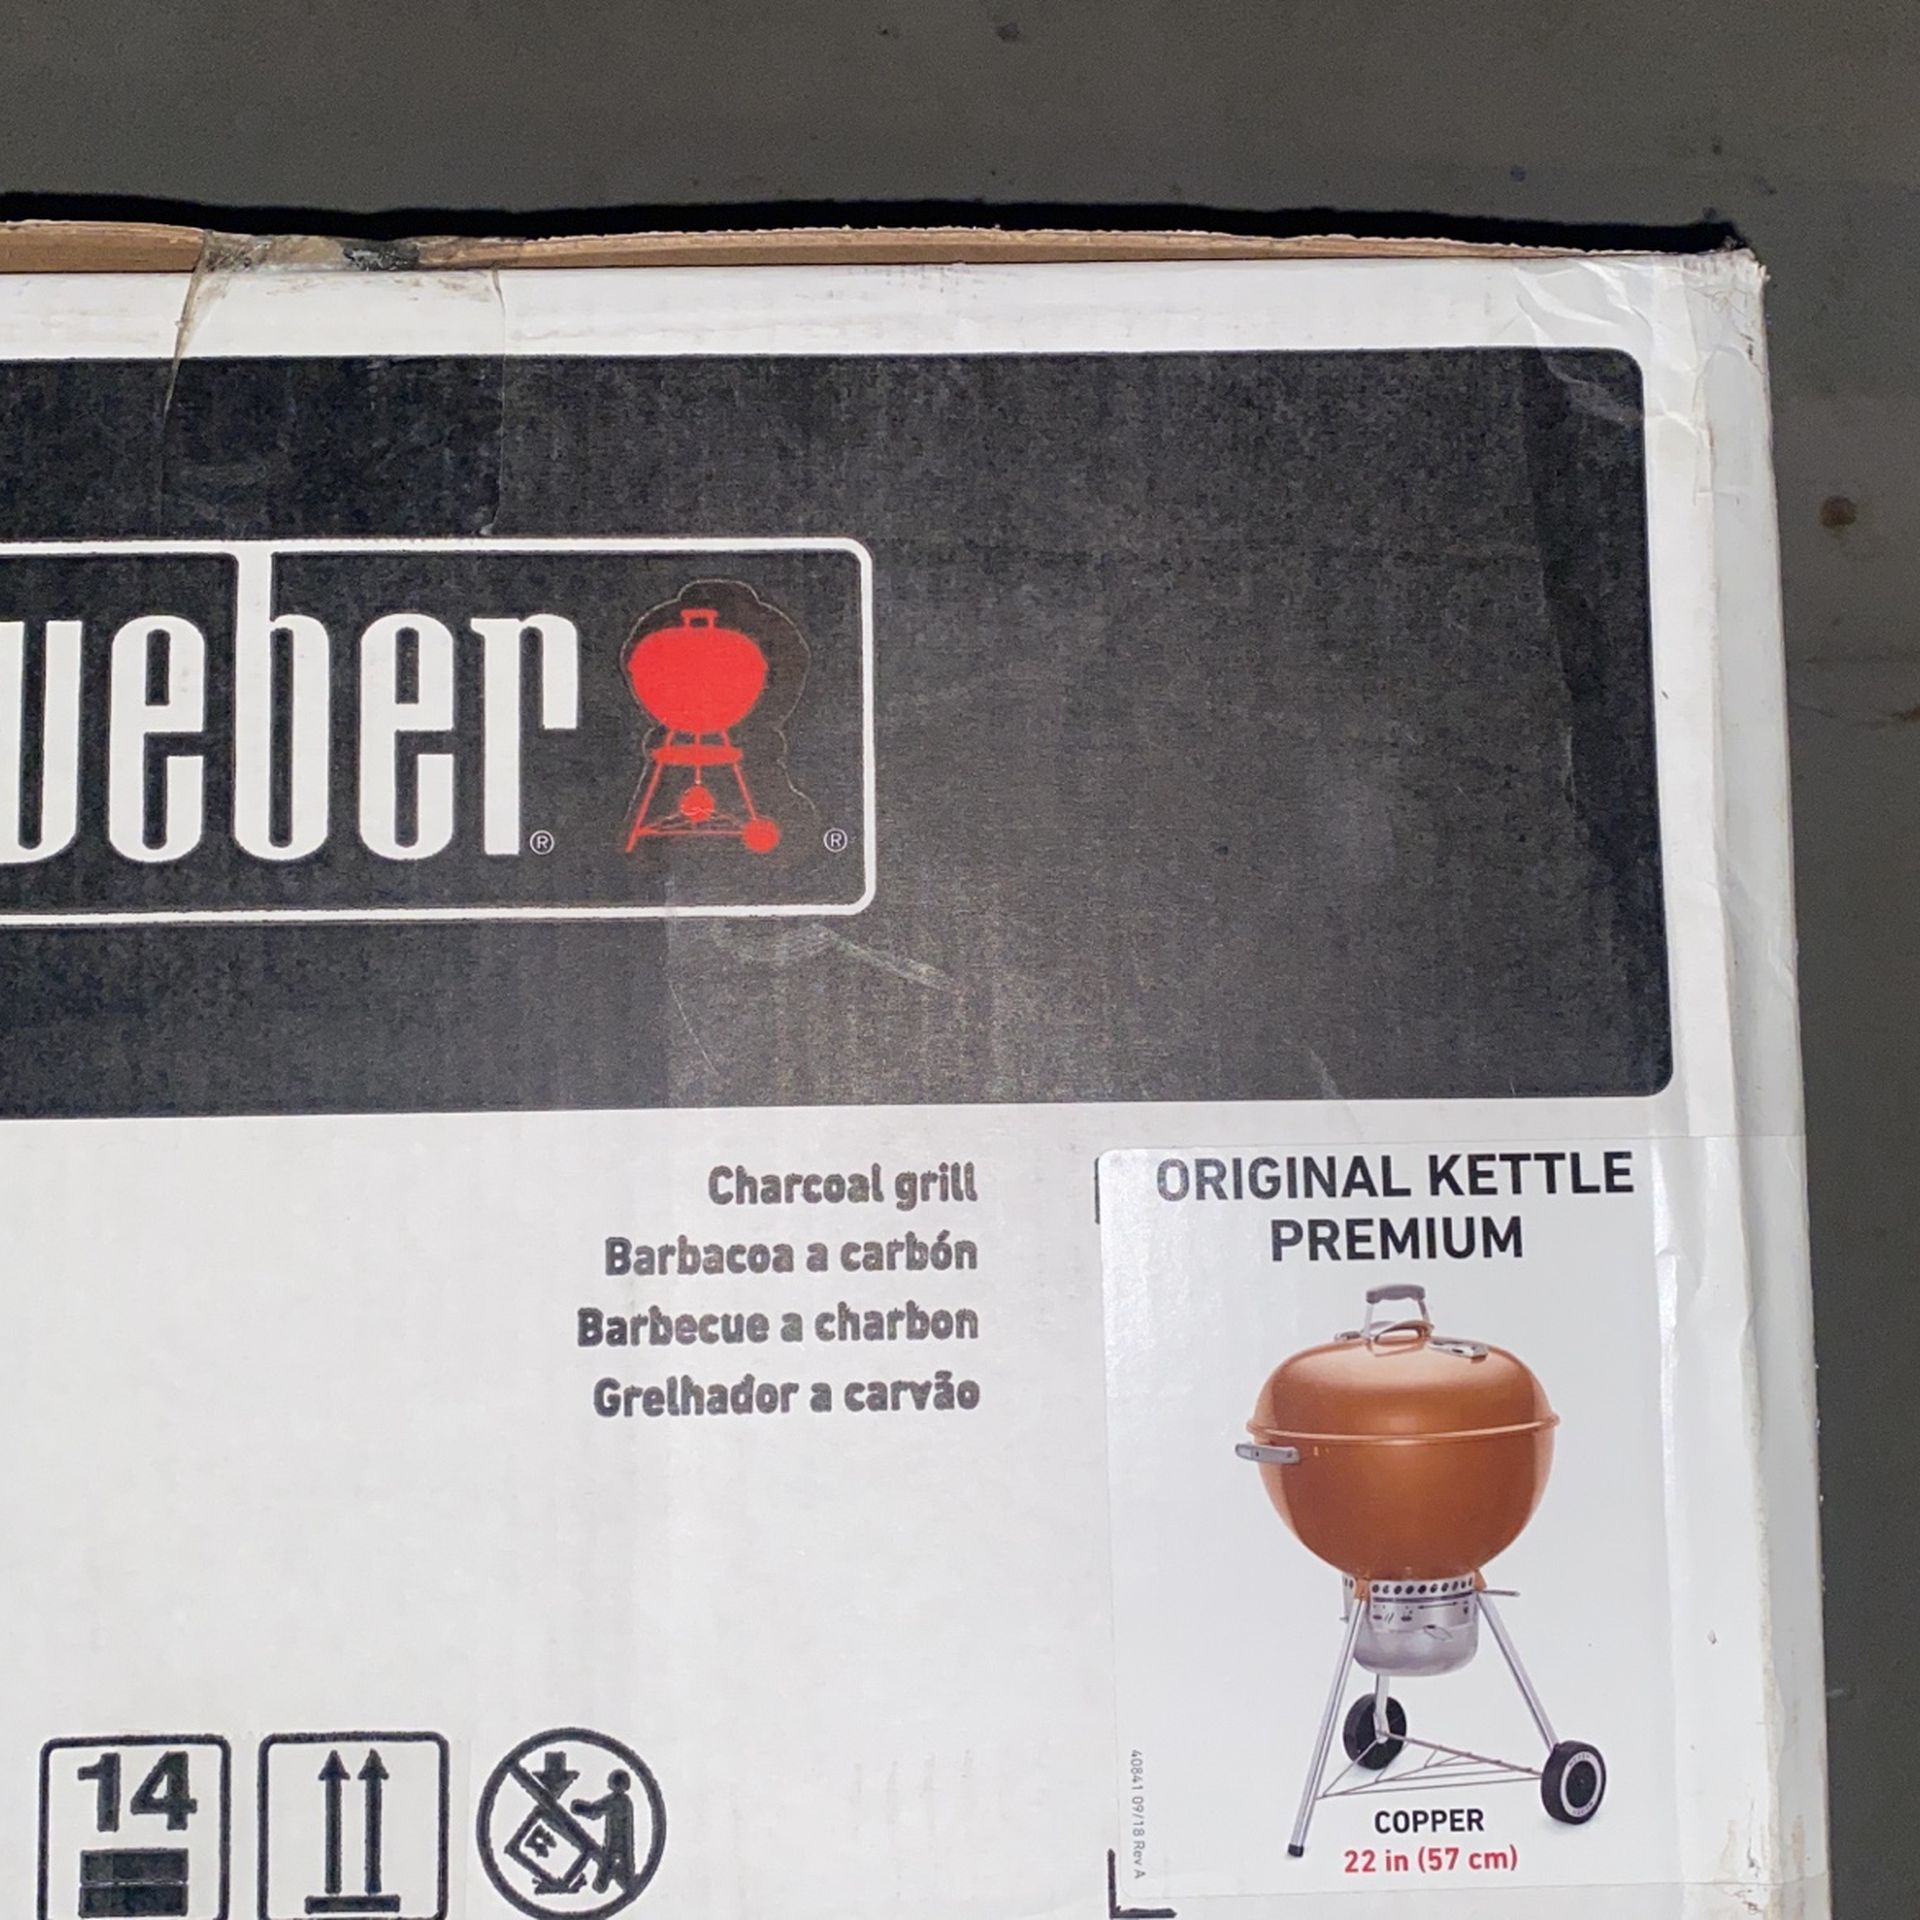 weber®
®
Charcoal grill
Barbacoa a carbón
Barbecue a charbon
Grelhador a carvão
ORIGINAL KETTLE
PREMIUM
COPPER
22 in (57 cm)
40841 09/18 Rev A
14